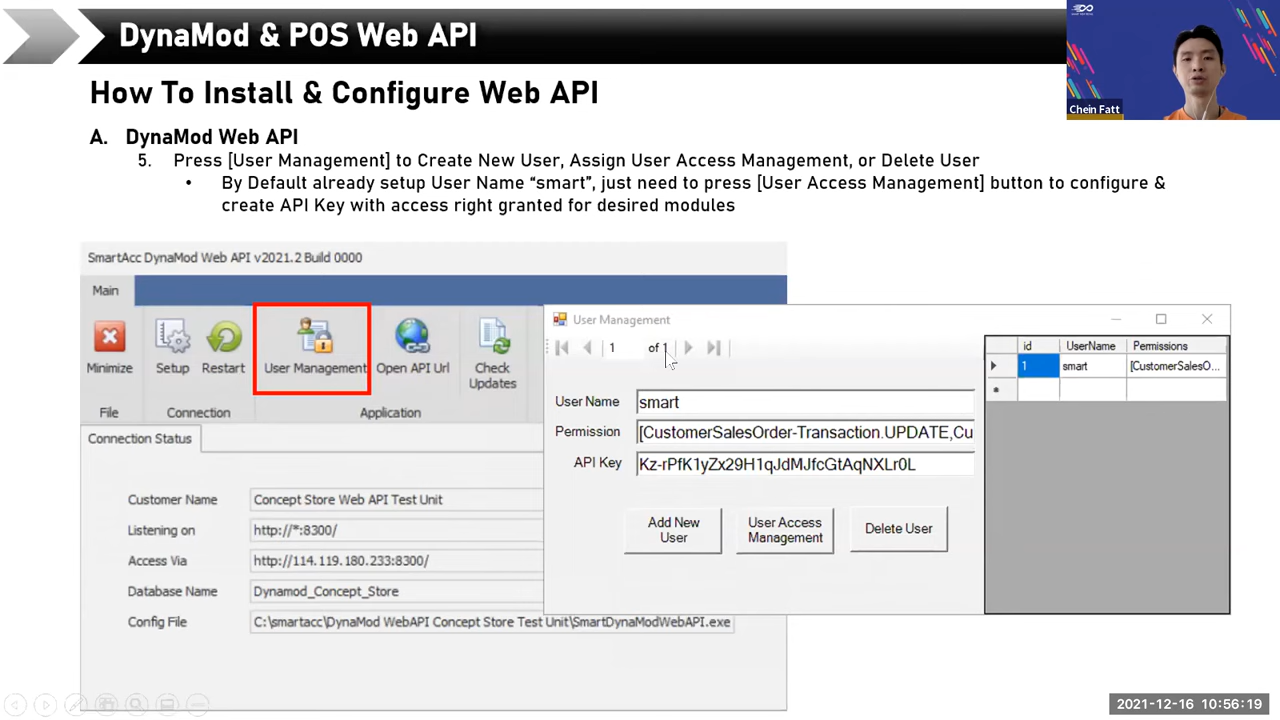 DynaMod & POS Web API
Chein Fatt
How To Install & Configure Web API
A. DynaMod Web API
5. Press [User Management] to Create New User, Assign User Access Management, or Delete User
• By Default already setup User Name “smart”, just need to press [User Access Management] button to configure &
create API Key with access right granted for desired modules
SmartAcc DynaMod Web API v2021.2 Build 0000
Main
Minimize
Setup
Restart
User Management
Open API Url
Check
Updates
File
Connection
Application
Connection Status
Customer Name Concept Store Web API Test Unit
Listening on http://*:8300/
Access Via http://114.119.180.233:8300/
Database Name Dynamod_Concept_Store
Config File C:\smartacc\DynaMod WebAPI Concept Store Test Unit\SmartDynaModWebAPI.exe
User Management
1 of 1
User Name smart
Permission [CustomerSalesOrder-Transaction.UPDATE,Cu
API Key Kz-rPfK1yZx29H1qJdMJfcGtAqNXLr0L
Add New
User
User Access
Management
Delete User
id UserName Permissions
1 smart [CustomerSalesO...
2021-12-16 10:56:19